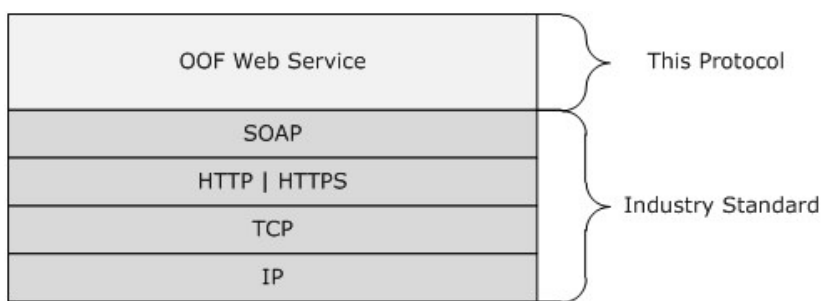 OOF Web Service
This Protocol
SOAP
HTTP | HTTPS
TCP
Industry Standard
IP